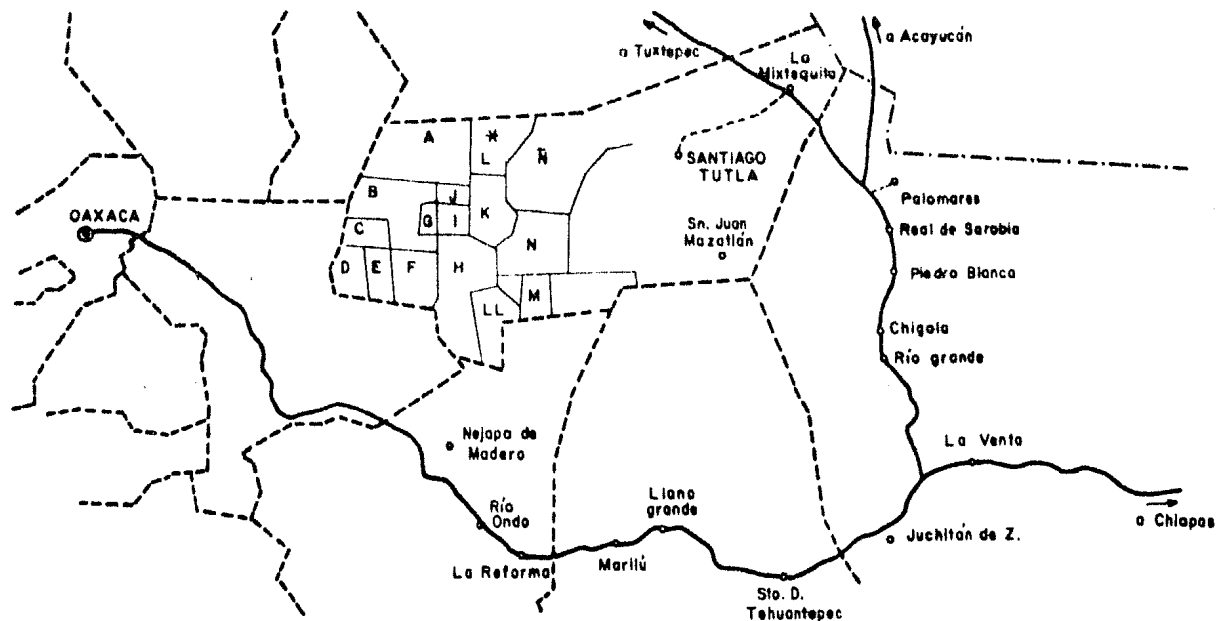 a Tuxtepec
a Acayucán
La
Mixtequita
A
*
L
Ñ
SANTIAGO
TUTLA
B
J
Palomares
OAXACA
C
G
I
K
Sn. Juan
Mazatlán
Real de Sarabia
N
D
E
F
H
Piedra Blanca
M
LL
Chigola
Río grande
Nejapa de
Madero
La Venta
Llano
grande
Río
Ondo
a Chiapas
Juchitán de Z.
La Reforma
Marilú
Sto. D.
Tehuantepec